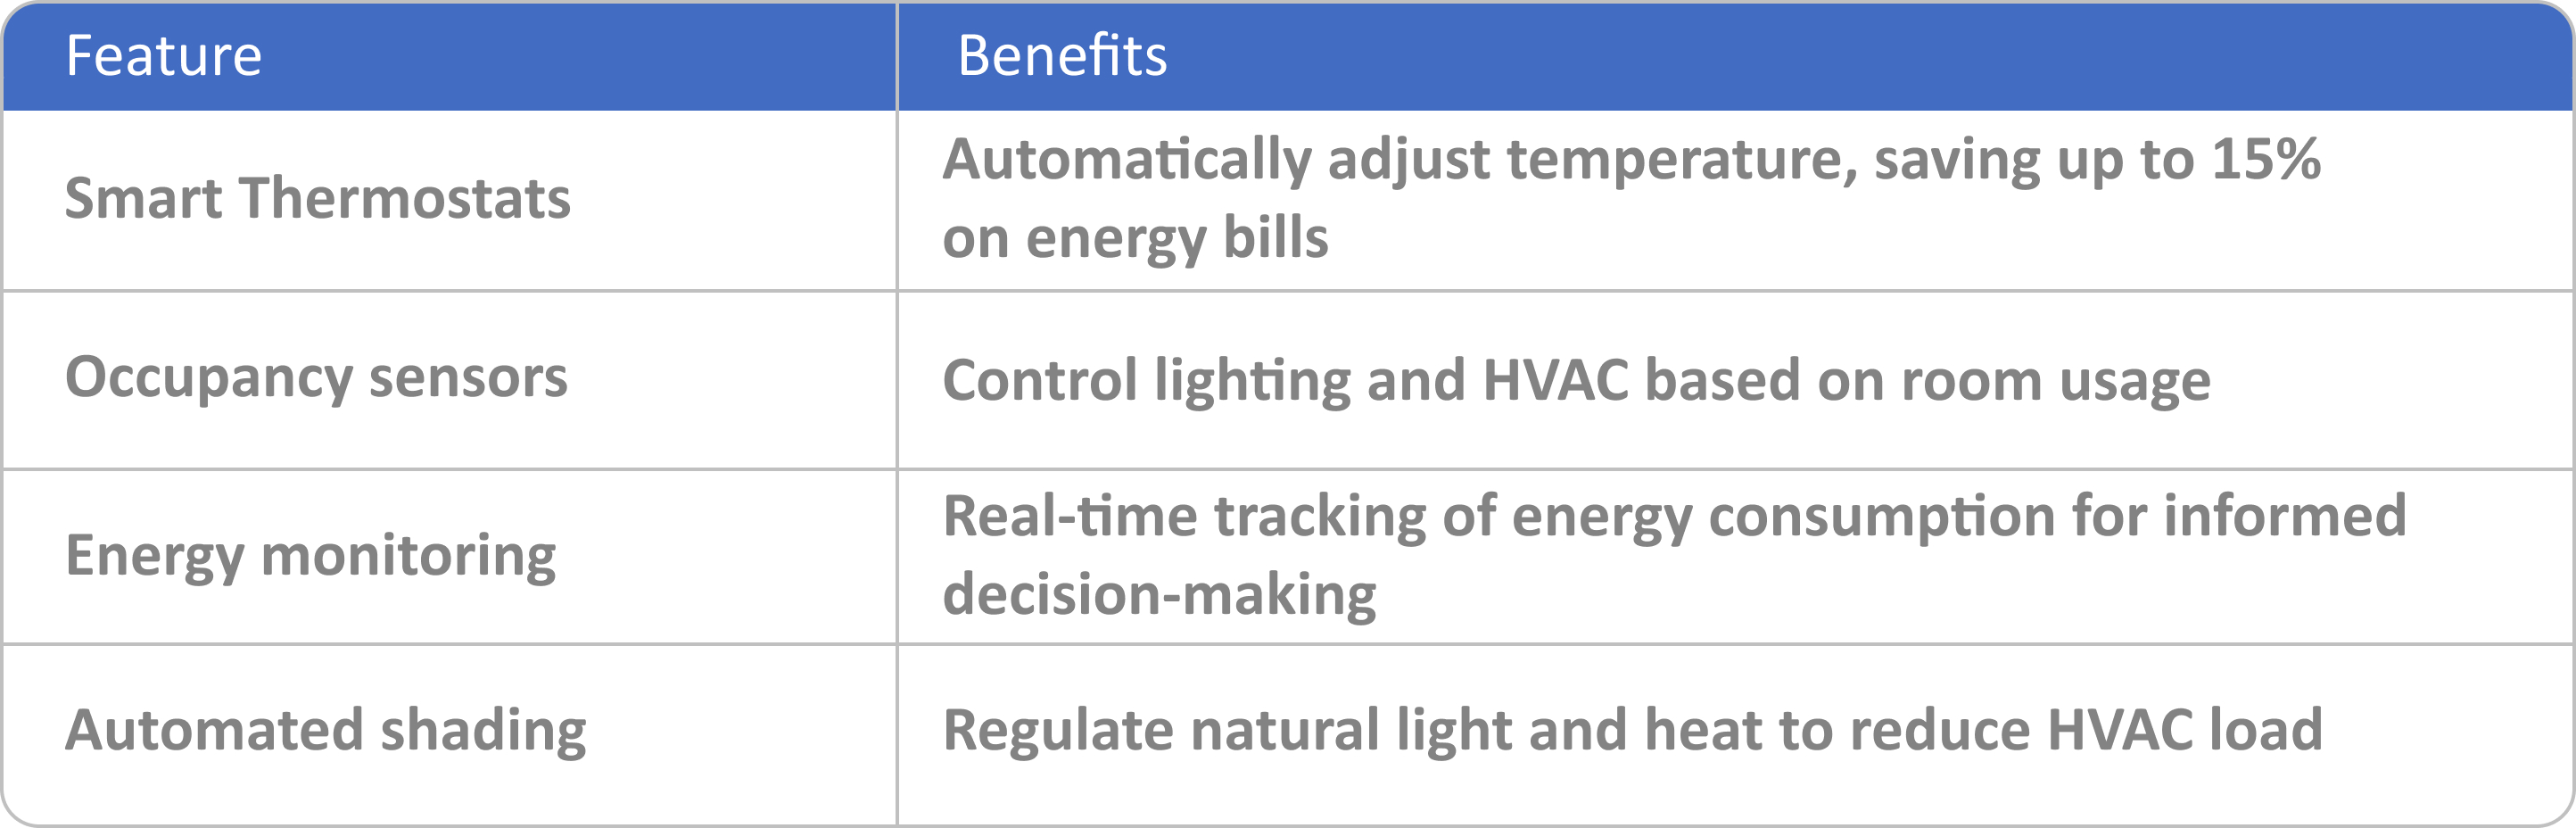 Feature
Benefits
Smart Thermostats
Automatically adjust temperature, saving up to 15%
on energy bills
Occupancy sensors
Control lighting and HVAC based on room usage
Energy monitoring
Real-time tracking of energy consumption for informed
decision-making
Automated shading
Regulate natural light and heat to reduce HVAC load